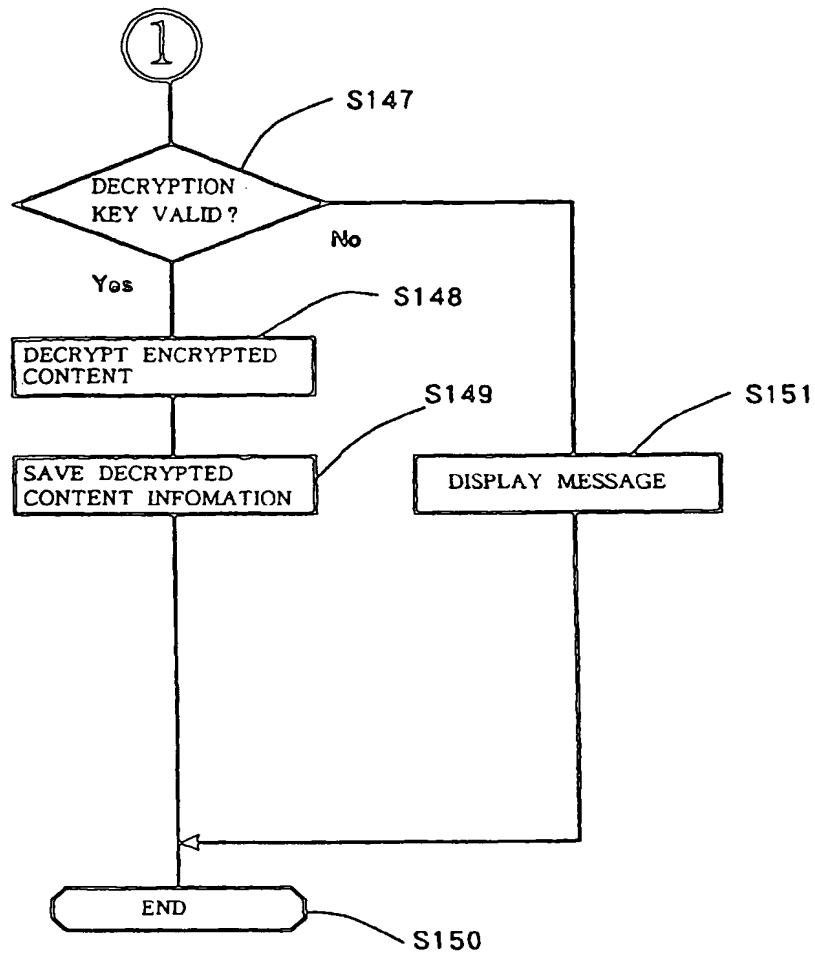 1
S147
DECRYPTION
KEY VALID?
No
Yes
S148
DECRYPT ENCRYPTED
CONTENT
S149
S151
SAVE DECRYPTED
CONTENT INFOMATION
DISPLAY MESSAGE
END
S150